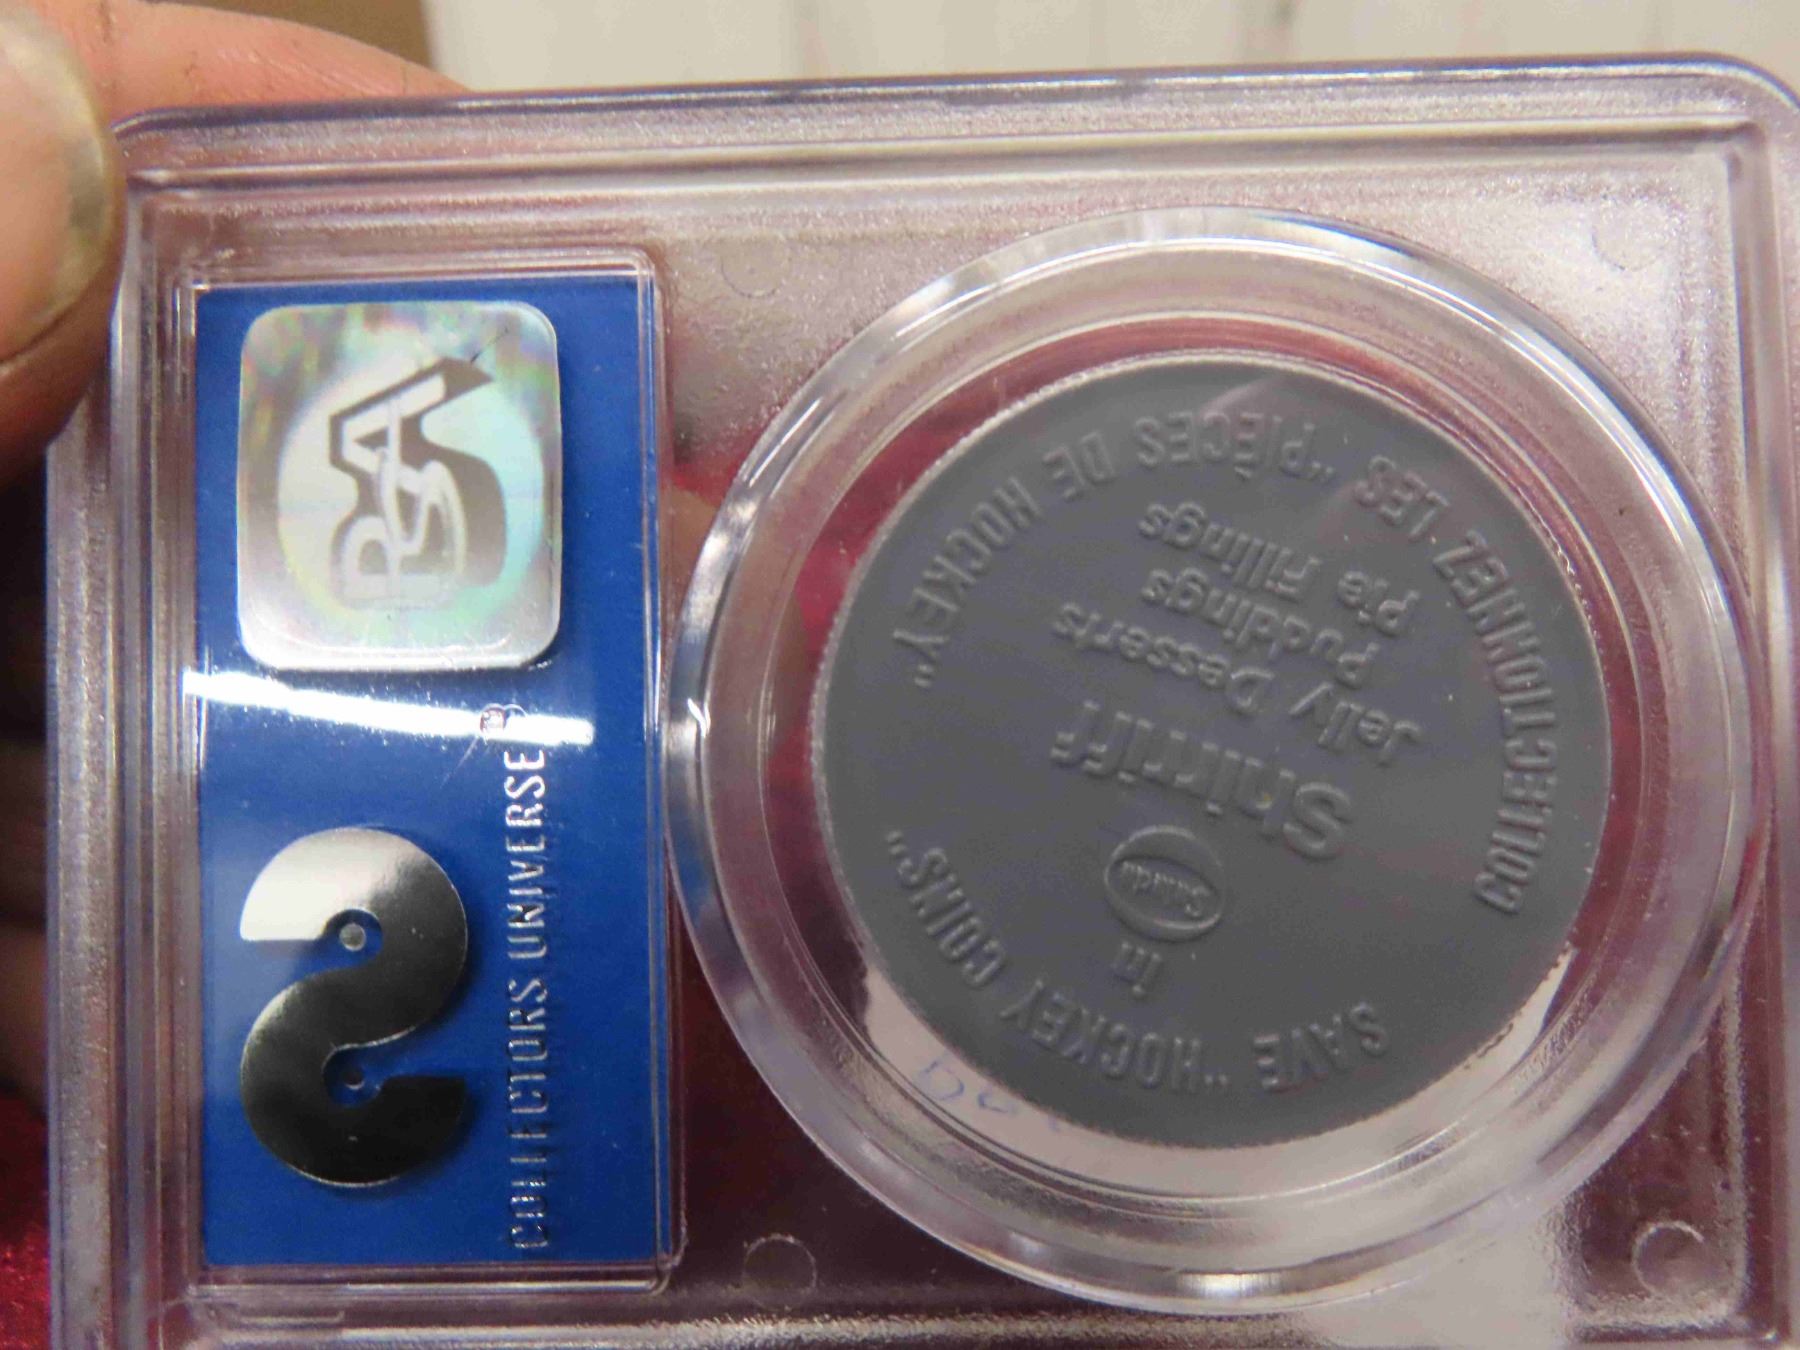 PSA
COLLECTORS UNIVERSE®
SAVE "HOCKEY COINS"
in
Shirriff
Jelly Desserts
Puddings
Pie Fillings
COLLECTIONNEZ LES "PIÈCES DE HOCKEY"